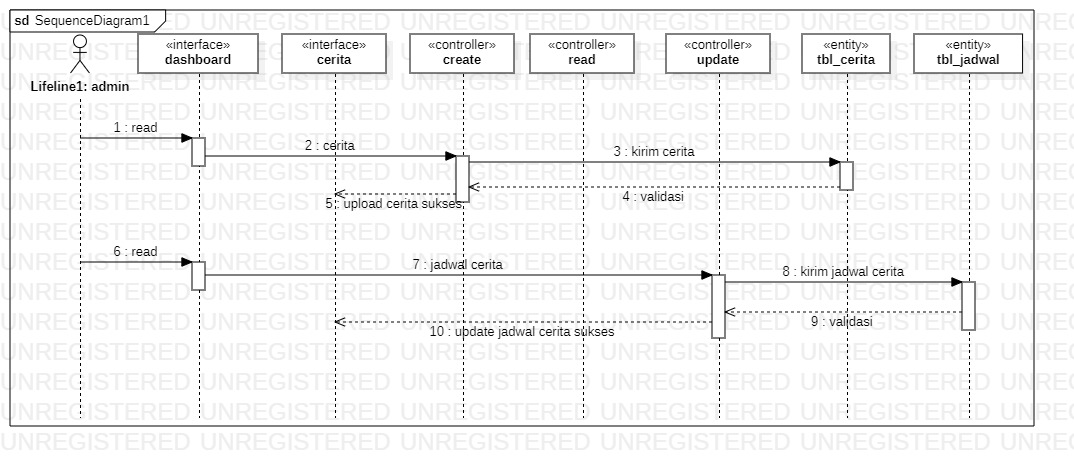 sd SequenceDiagram1
«interface»
dashboard
«interface»
cerita
«controller»
create
«controller»
read
«controller»
update
«entity»
tbl_cerita
«entity»
tbl_jadwal
Lifeline1: admin
1 : read
2 : cerita
3 : kirim cerita
4 : validasi
5 : upload cerita sukses
6 : read
7 : jadwal cerita
8 : kirim jadwal cerita
9 : validasi
10 : update jadwal cerita sukses
UNREGISTERED